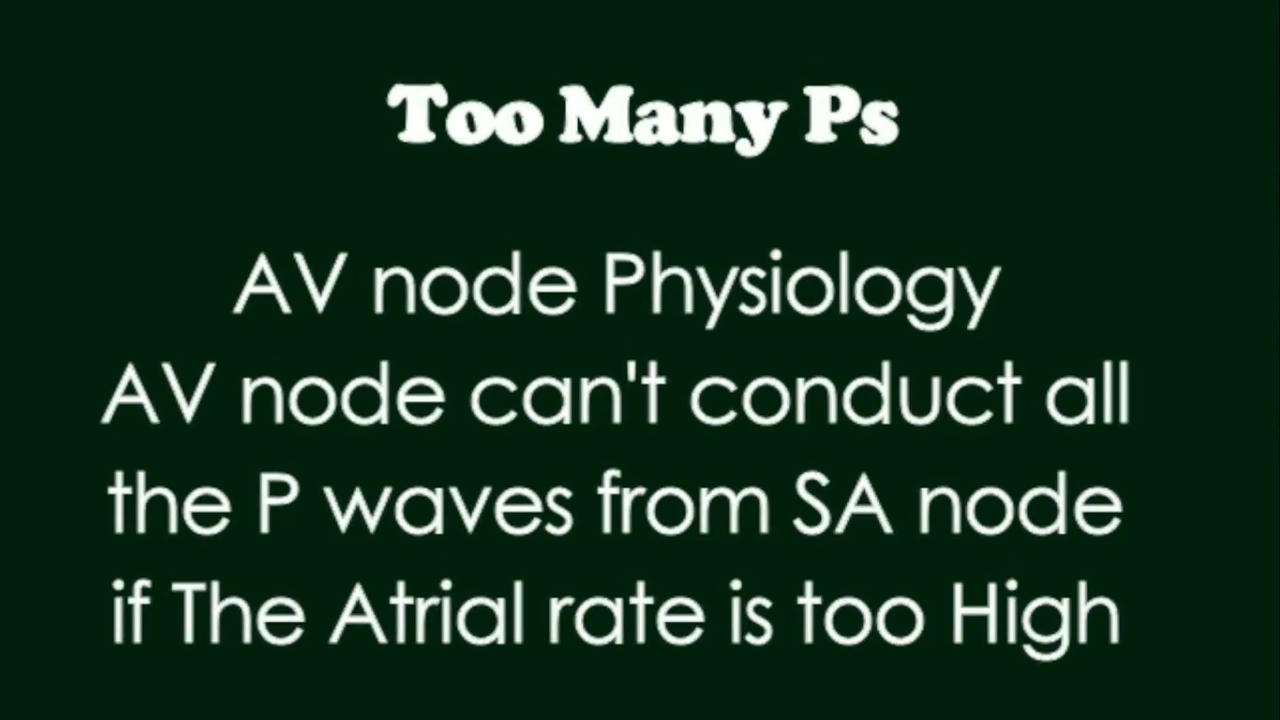 Too Many Ps
AV node Physiology
AV node can't conduct all
the P waves from SA node
if The Atrial rate is too High